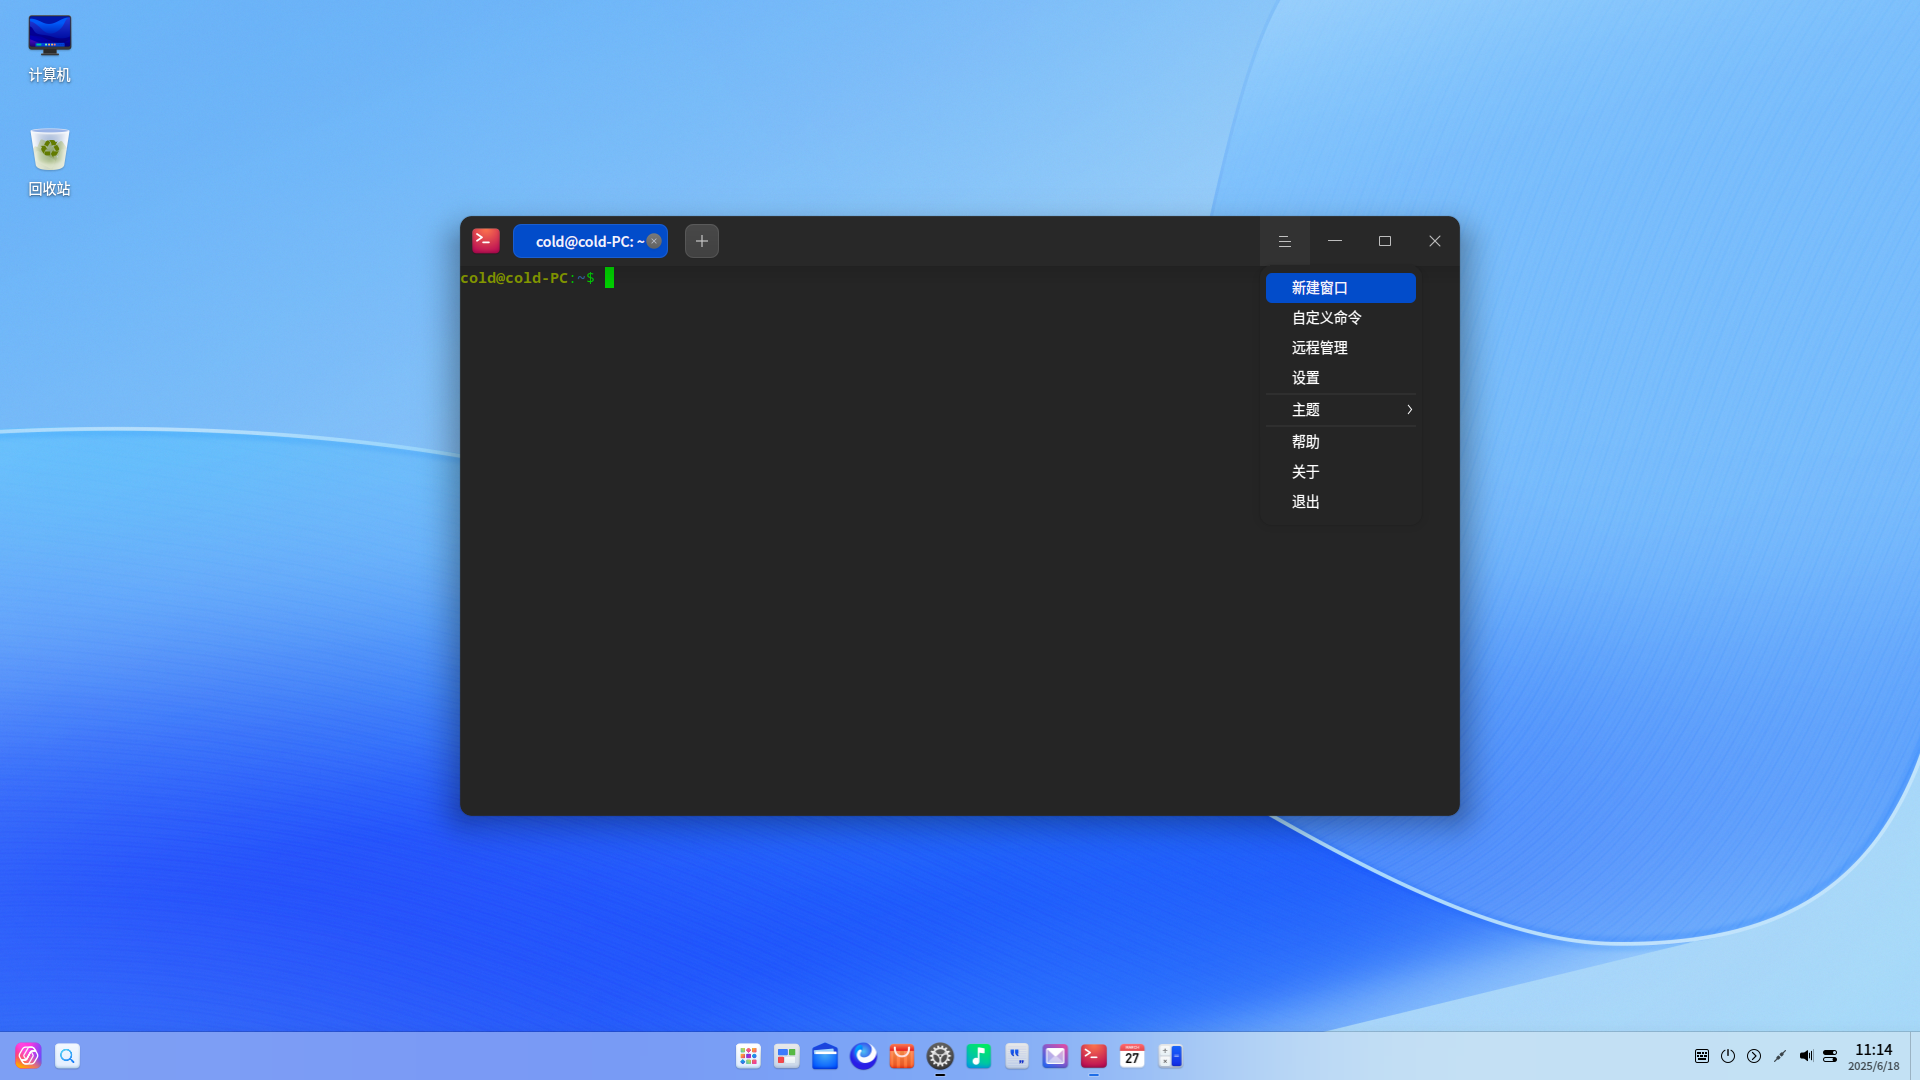 计算机
回收站
cold@cold-PC: ~
cold@cold-PC:~$
新建窗口
自定义命令
远程管理
设置
主题
帮助
关于
退出
MARCH
27
11:14
2025/6/18